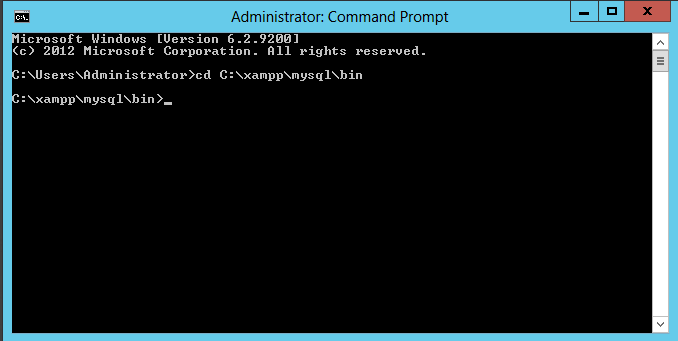 Administrator: Command Prompt
Microsoft Windows [Version 6.2.9200]
(c) 2012 Microsoft Corporation. All rights reserved.
C:\Users\Administrator>cd C:\xampp\mysql\bin
C:\xampp\mysql\bin>_